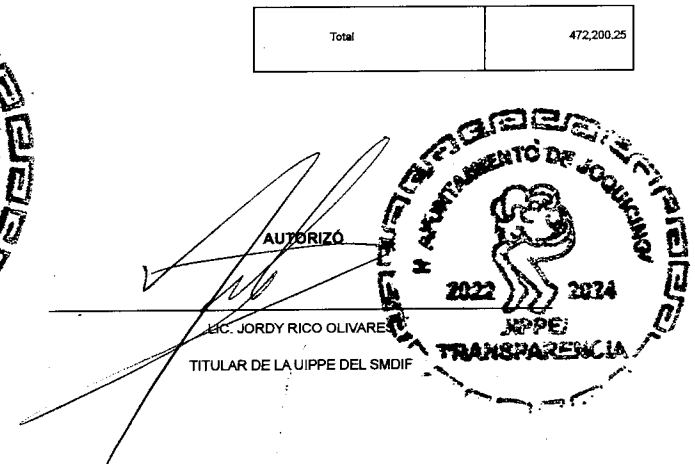 Total 472,200.25
H AYUNTAMIENTO DE JOQUICINGO
2022 2024
UIPPE/
TRANSPARENCIA
AUTORIZÓ
LIC. JORDY RICO OLIVARES
TITULAR DE LA UIPPE DEL SMDIF